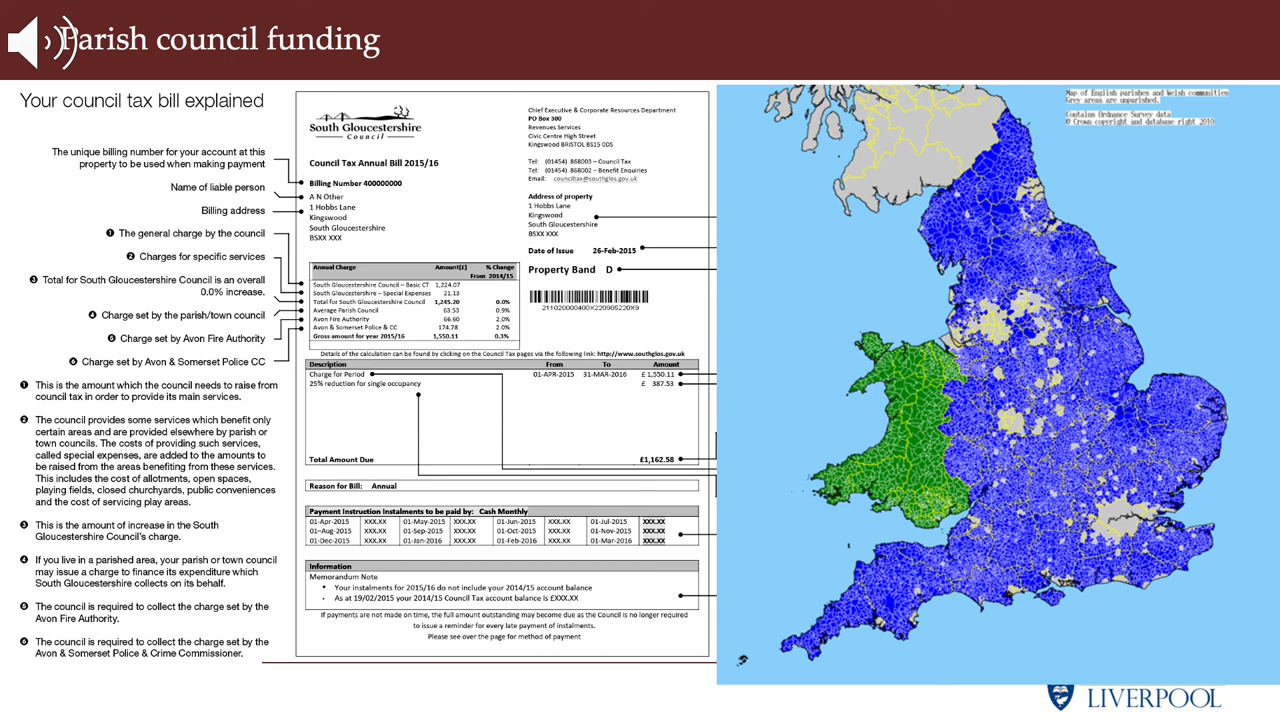 Parish council funding
Your council tax bill explained
The unique billing number for your account at this
property to be used when making payment
Name of liable person
Billing address
❶ The general charge by the council
❷ Charges for specific services
❸ Total for South Gloucestershire Council is an overall
0.0% increase.
❹ Charge set by the parish/town council
❺ Charge set by Avon Fire Authority
❻ Charge set by Avon & Somerset Police CC
❶ This is the amount which the council needs to raise from
council tax in order to provide its main services.
❷ The council provides some services which benefit only
certain areas and are provided elsewhere by parish or
town councils. The costs of providing such services,
called special expenses, are added to the amounts to
be raised from the areas benefiting from these services.
This includes the cost of allotments, open spaces,
playing fields, closed churchyards, public conveniences
and the cost of servicing play areas.
❸ This is the amount of increase in the South
Gloucestershire Council's charge.
❹ If you live in a parished area, your parish or town council
may issue a charge to finance its expenditure which
South Gloucestershire collects on its behalf.
❺ The council is required to collect the charge set by the
Avon Fire Authority.
❻ The council is required to collect the charge set by the
Avon & Somerset Police & Crime Commissioner.
South Gloucestershire
Council
Council Tax Annual Bill 2015/16
Billing Number 400000000
A N Other
1 Hobbs Lane
Kingswood
South Gloucestershire
BSXX XXX
Chief Executive & Corporate Resources Department
PO Box 300
Revenues Services
Civic Centre High Street
Kingswood BRISTOL BS15 0DS
Tel: (01454) 868003 – Council Tax
Tel: (01454) 868002 – Benefit Enquiries
Email: counciltax@southglos.gov.uk
Address of property
1 Hobbs Lane
Kingswood
South Gloucestershire
BSXX XXX
Date of Issue 26-Feb-2015
Property Band D
21102000400X220905220X9
Annual Charge Amount(£) % Change
From 2014/15
South Gloucestershire Council – Basic CT 1,224.07
South Gloucestershire – Special Expenses 21.13
Total for South Gloucestershire Council 1,245.20 0.0%
Average Parish Council 63.53 0.9%
Avon Fire Authority 66.60 2.0%
Avon & Somerset Police & CC 174.78 2.0%
Gross amount for year 2015/16 1,550.11 0.3%
Details of the calculation can be found by clicking on the Council Tax pages via the following link: http://www.southglos.gov.uk
Description From To Amount
Charge for Period 01-APR-2015 31-MAR-2016 £ 1,550.11
25% reduction for single occupancy £ 387.53
Total Amount Due £1,162.58
Reason for Bill: Annual
Payment Instruction Instalments to be paid by: Cash Monthly
01-Apr-2015 XXX.XX 01-May-2015 XXX.XX 01-Jun-2015 XXX.XX 01-Jul-2015 XXX.XX
01–Aug-2015 XXX.XX 01-Sep-2015 XXX.XX 01-Oct-2015 XXX.XX 01-Nov-2015 XXX.XX
01-Dec-2015 XXX.XX 01-Jan-2016 XXX.XX 01-Feb-2016 XXX.XX 01-Mar-2016 XXX.XX
Information
Memorandum Note
• Your instalments for 2015/16 do not include your 2014/15 account balance
• As at 19/02/2015 your 2014/15 Council Tax account balance is £XXX.XX
If payments are not made on time, the full amount outstanding may become due as the Council is no longer required
to issue a reminder for every late payment of instalments.
Please see over the page for method of payment
Map of English parishes and Welsh communities
Grey areas are unparished.
Contains Ordnance Survey data
© Crown copyright and database right 2010
LIVERPOOL